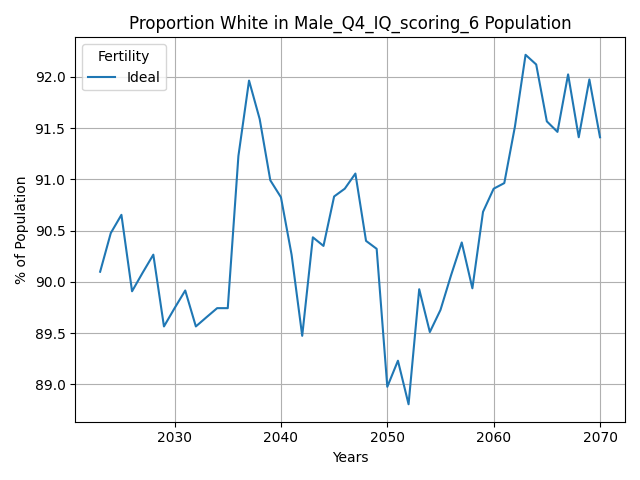 Proportion White in Male_Q4_IQ_scoring_6 Population
Fertility
Ideal
% of Population
92.0
91.5
91.0
90.5
90.0
89.5
89.0
2030
2040
2050
2060
2070
Years